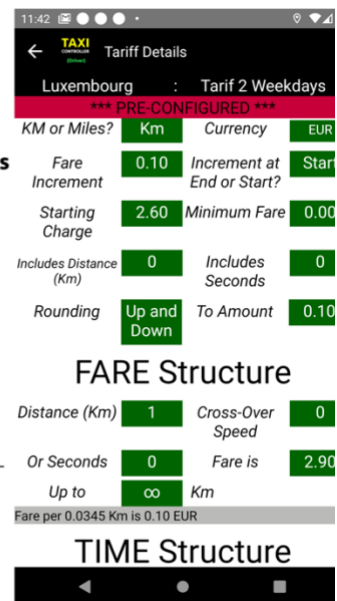 11:42
TAXI
CONTROLLER
(Driver)
Tariff Details
Luxembourg : Tarif 2 Weekdays
*** PRE-CONFIGURED ***
KM or Miles? Km Currency EUR
s Fare Increment 0.10 Increment at End or Start? Start
Starting Charge 2.60 Minimum Fare 0.00
Includes Distance (Km) 0 Includes Seconds 0
Rounding Up and Down To Amount 0.10
FARE Structure
Distance (Km) 1 Cross-Over Speed 0
Or Seconds 0 Fare is 2.90
Up to ∞ Km
Fare per 0.0345 Km is 0.10 EUR
TIME Structure